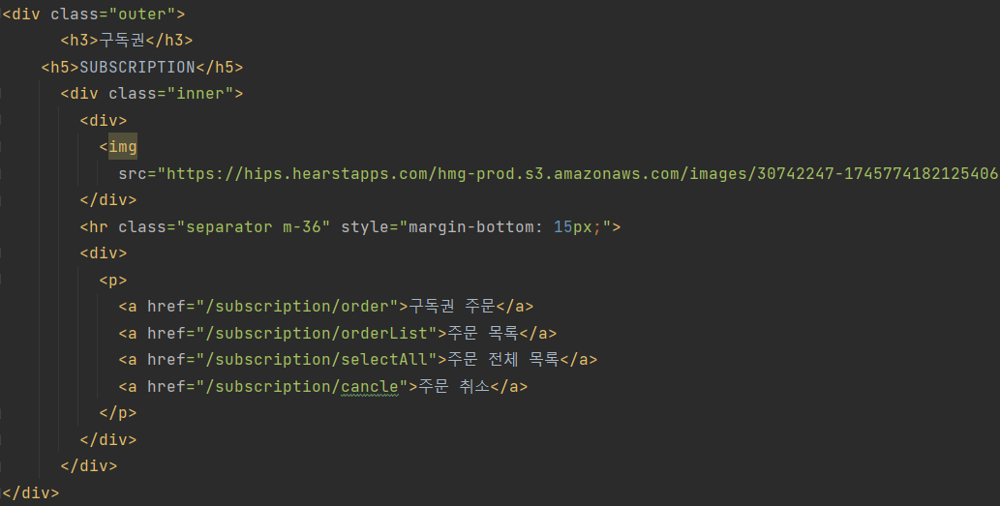 <div class="outer">
<h3>구독권</h3>
<h5>SUBSCRIPTION</h5>
<div class="inner">
<div>
<img
src="https://hips.hearstapps.com/hmg-prod.s3.amazonaws.com/images/30742247-1745774182125406
</div>
<hr class="separator m-36" style="margin-bottom: 15px;">
<div>
<p>
<a href="/subscription/order">구독권 주문</a>
<a href="/subscription/orderList">주문 목록</a>
<a href="/subscription/selectAll">주문 전체 목록</a>
<a href="/subscription/cancle">주문 취소</a>
</p>
</div>
</div>
</div>